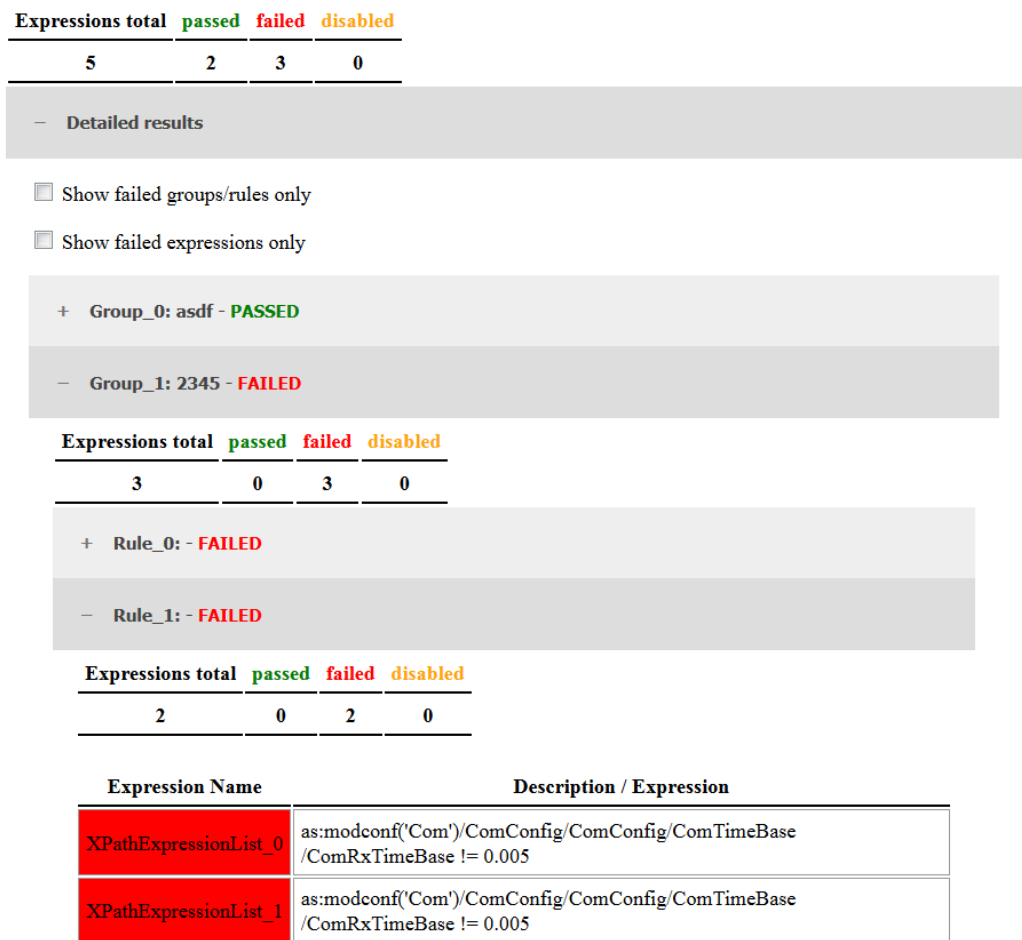 Expressions total passed failed disabled
5 2 3 0
− Detailed results
Show failed groups/rules only
Show failed expressions only
+ Group_0: asdf - PASSED
− Group_1: 2345 - FAILED
Expressions total passed failed disabled
3 0 3 0
+ Rule_0: - FAILED
− Rule_1: - FAILED
Expressions total passed failed disabled
2 0 2 0
Expression Name Description / Expression
XPathExpressionList_0 as:modconf('Com')/ComConfig/ComConfig/ComTimeBase
/ComRxTimeBase != 0.005
XPathExpressionList_1 as:modconf('Com')/ComConfig/ComConfig/ComTimeBase
/ComRxTimeBase != 0.005